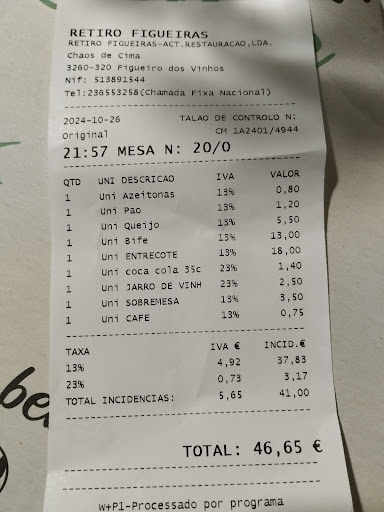 RETIRO FIGUEIRAS
RETIRO FIGUEIRAS-ACT.RESTAURACAO,LDA.
Chaos de Cima
3260-320 Figueiro dos Vinhos
Nif: 513891544
Tel:236553258(Chamada Fixa Nacional)
2024-10-26 TALAO DE CONTROLO N:
Original CM 1A2401/4944
21:57 MESA N: 20/0
QTD UNI DESCRICAO IVA VALOR
1 Uni Azeitonas 13% 0,80
1 Uni Pao 13% 1,20
1 Uni Queijo 13% 5,50
1 Uni Bife 13% 13,00
1 Uni ENTRECOTE 13% 18,00
1 Uni coca cola 35c 23% 1,40
1 Uni JARRO DE VINH 23% 2,50
1 Uni SOBREMESA 13% 3,50
1 Uni CAFE 13% 0,75
TAXA IVA € INCID.€
13% 4,92 37,83
23% 0,73 3,17
TOTAL INCIDENCIAS: 5,65 41,00
TOTAL: 46,65 €
W+P1-Processado por programa